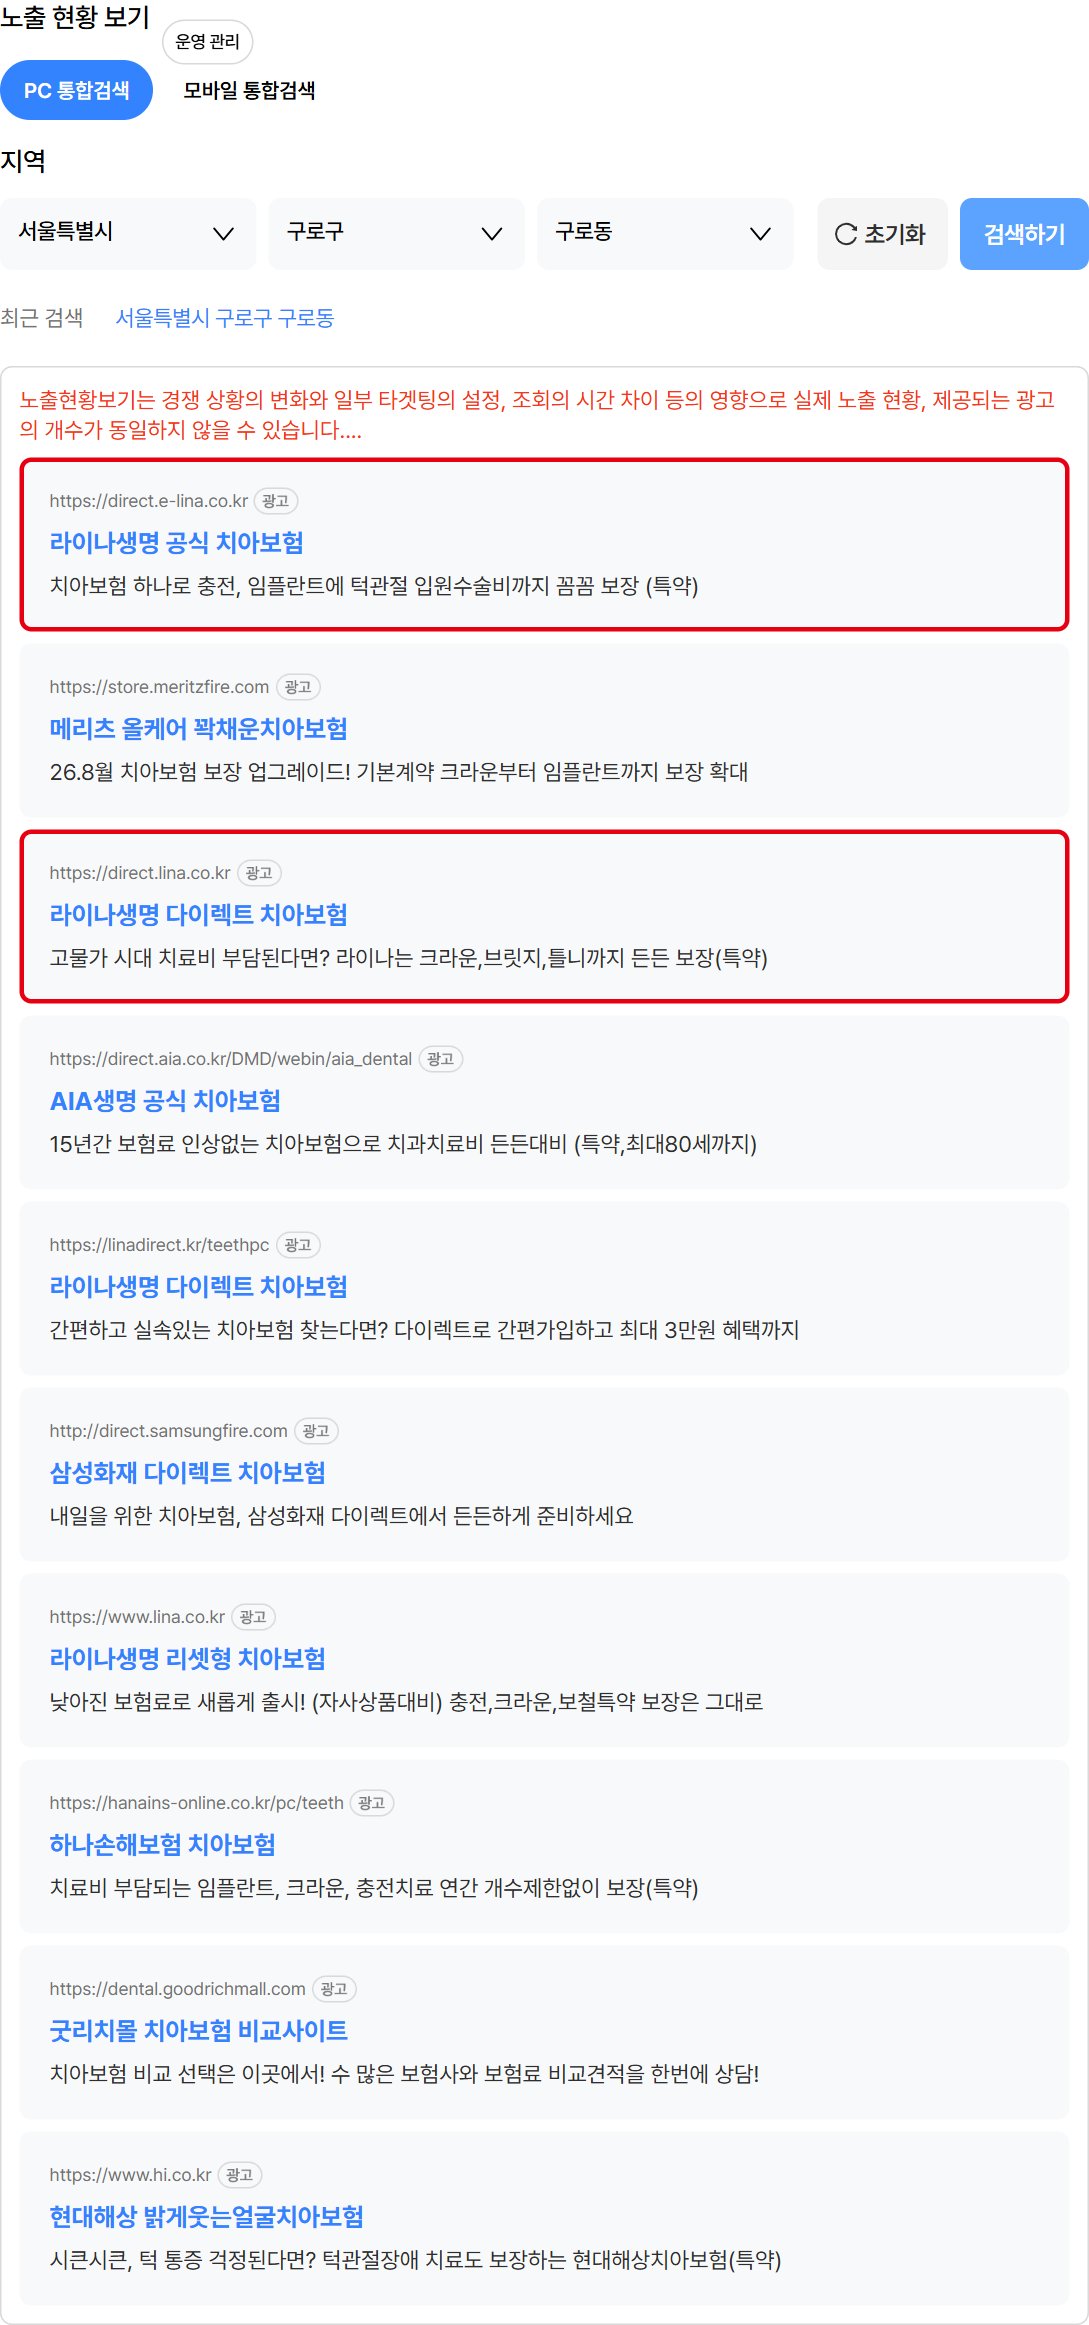 노출 현황 보기
운영 관리
PC 통합검색 모바일 통합검색
지역
서울특별시 구로구 구로동 초기화 검색하기
최근 검색 서울특별시 구로구 구로동
노출현황보기는 경쟁 상황의 변화와 일부 타겟팅의 설정, 조회의 시간 차이 등의 영향으로 실제 노출 현황, 제공되는 광고
의 개수가 동일하지 않을 수 있습니다....
https://direct.e-lina.co.kr 광고
라이나생명 공식 치아보험
치아보험 하나로 충전, 임플란트에 턱관절 입원수술비까지 꼼꼼 보장 (특약)
https://store.meritzfire.com 광고
메리츠 올케어 꽉채운치아보험
26.8월 치아보험 보장 업그레이드! 기본계약 크라운부터 임플란트까지 보장 확대
https://direct.lina.co.kr 광고
라이나생명 다이렉트 치아보험
고물가 시대 치료비 부담된다면? 라이나는 크라운,브릿지,틀니까지 든든 보장(특약)
https://direct.aia.co.kr/DMD/webin/aia_dental 광고
AIA생명 공식 치아보험
15년간 보험료 인상없는 치아보험으로 치과치료비 든든대비 (특약,최대80세까지)
https://linadirect.kr/teethpc 광고
라이나생명 다이렉트 치아보험
간편하고 실속있는 치아보험 찾는다면? 다이렉트로 간편가입하고 최대 3만원 혜택까지
http://direct.samsungfire.com 광고
삼성화재 다이렉트 치아보험
내일을 위한 치아보험, 삼성화재 다이렉트에서 든든하게 준비하세요
https://www.lina.co.kr 광고
라이나생명 리셋형 치아보험
낮아진 보험료로 새롭게 출시! (자사상품대비) 충전,크라운,보철특약 보장은 그대로
https://hanains-online.co.kr/pc/teeth 광고
하나손해보험 치아보험
치료비 부담되는 임플란트, 크라운, 충전치료 연간 개수제한없이 보장(특약)
https://dental.goodrichmall.com 광고
굿리치몰 치아보험 비교사이트
치아보험 비교 선택은 이곳에서! 수 많은 보험사와 보험료 비교견적을 한번에 상담!
https://www.hi.co.kr 광고
현대해상 밝게웃는얼굴치아보험
시큰시큰, 턱 통증 걱정된다면? 턱관절장애 치료도 보장하는 현대해상치아보험(특약)